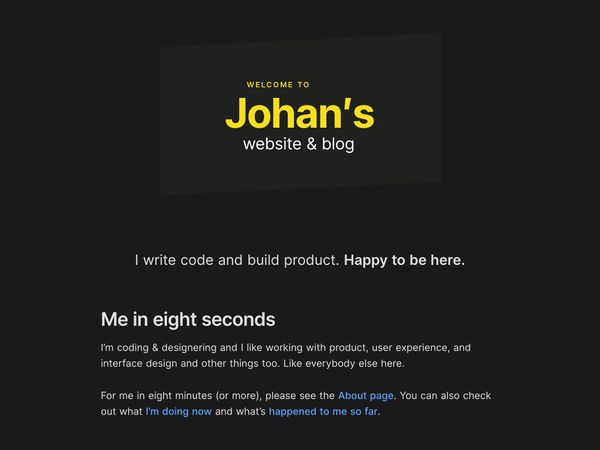 WELCOME TO
Johan’s
website & blog
I write code and build product. Happy to be here.
Me in eight seconds
I’m coding & designering and I like working with product, user experience, and
interface design and other things too. Like everybody else here.
For me in eight minutes (or more), please see the About page. You can also check
out what I’m doing now and what’s happened to me so far.